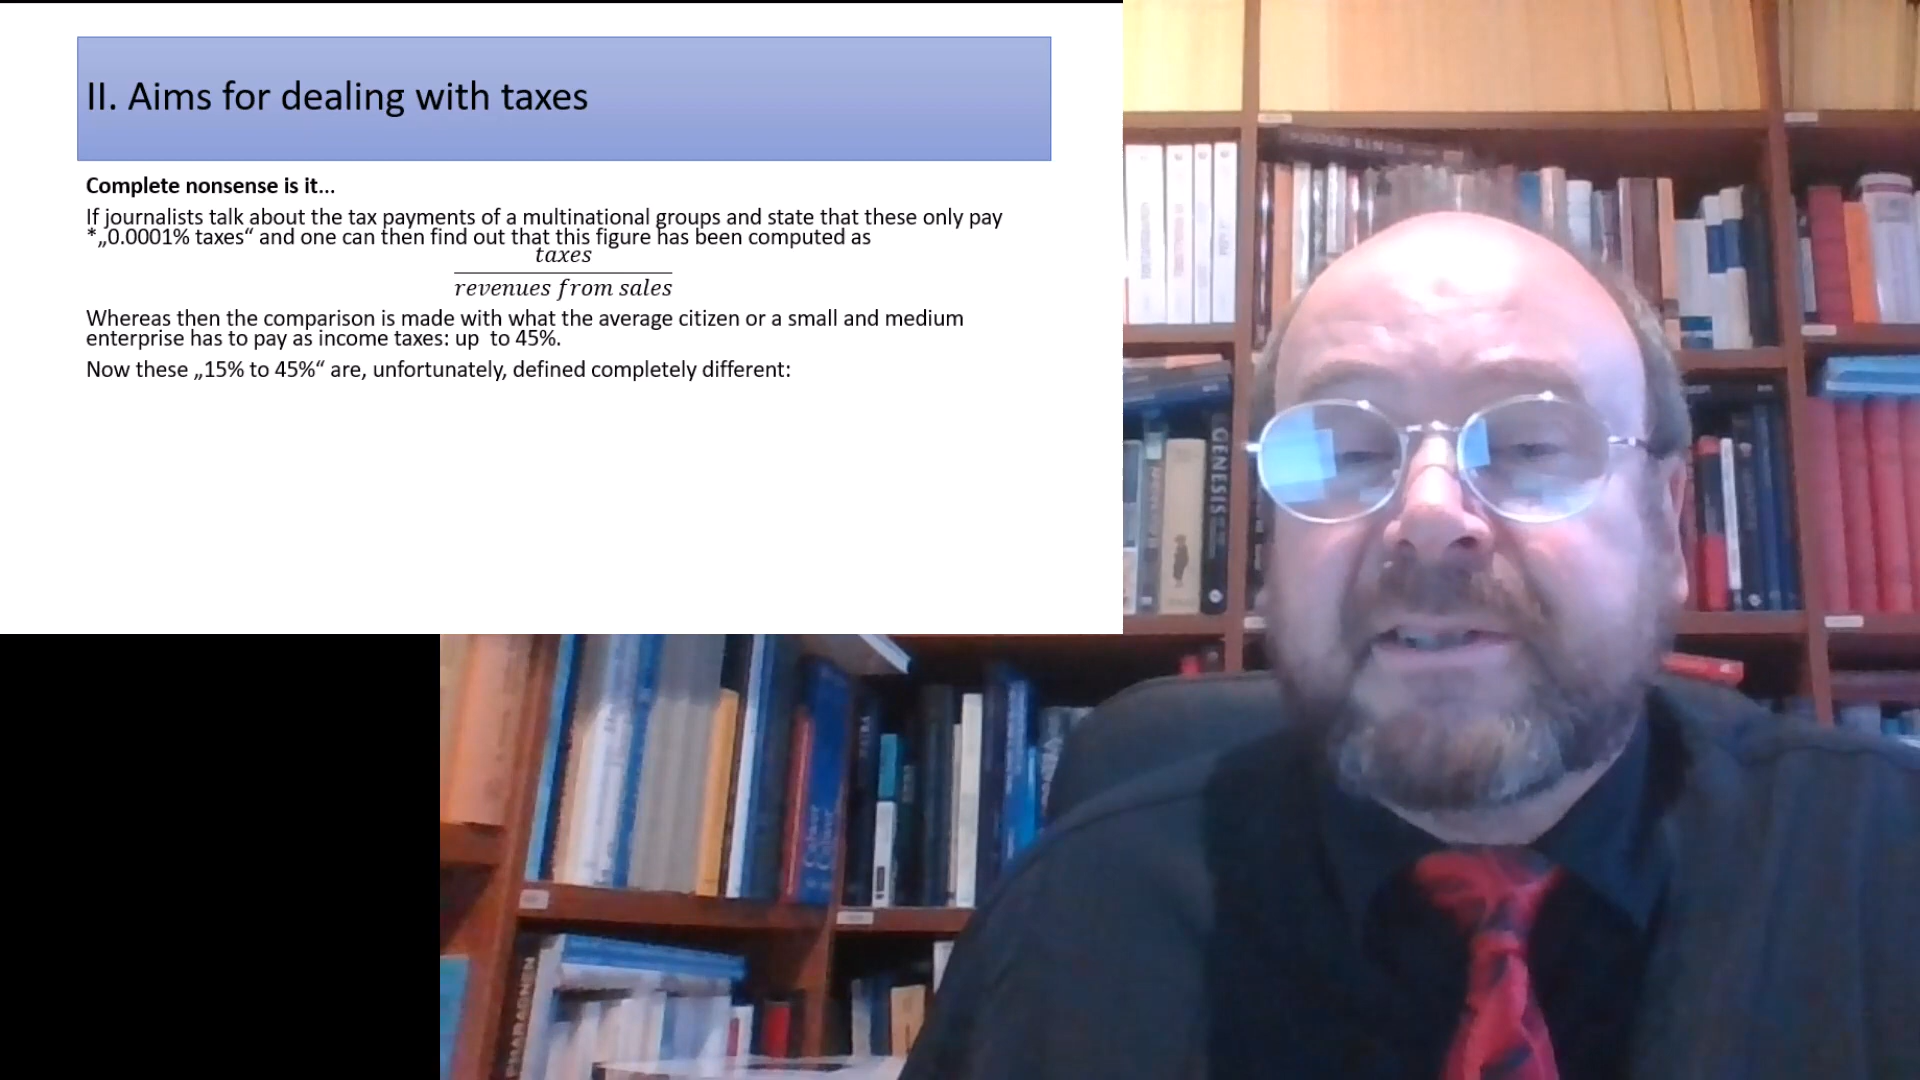 II. Aims for dealing with taxes
Complete nonsense is it...
If journalists talk about the tax payments of a multinational groups and state that these only pay
*„0.0001% taxes“ and one can then find out that this figure has been computed as
taxes
revenues from sales
Whereas then the comparison is made with what the average citizen or a small and medium
enterprise has to pay as income taxes: up  to 45%.
Now these „15% to 45%“ are, unfortunately, defined completely different:
GENESIS